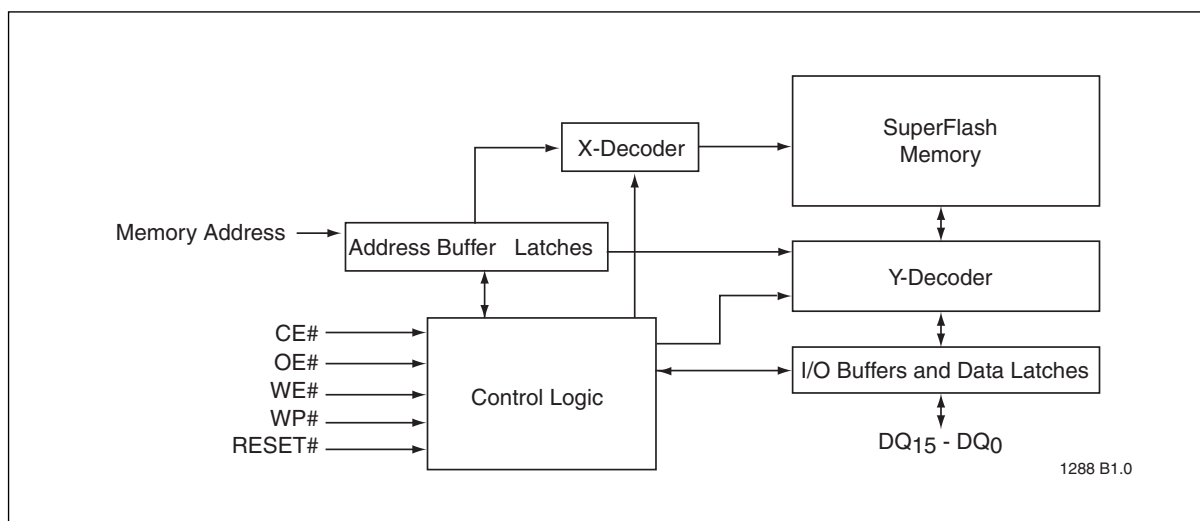 SuperFlash
Memory
X-Decoder
Memory Address
Address Buffer Latches
Y-Decoder
CE#
OE#
WE#
WP#
RESET#
Control Logic
I/O Buffers and Data Latches
DQ15 - DQ0
1288 B1.0